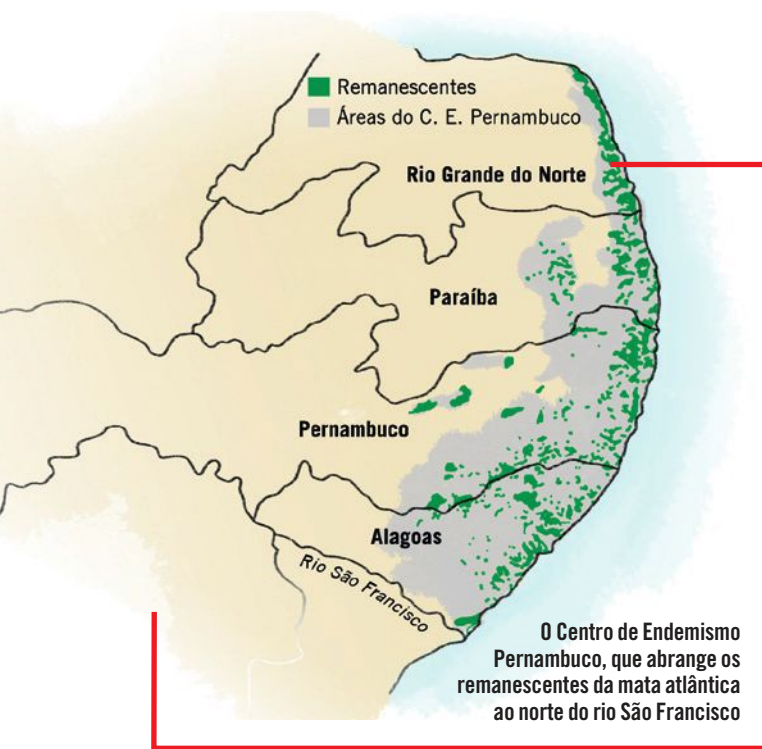 Remanescentes
Áreas do C. E. Pernambuco
Rio Grande do Norte
Paraíba
Pernambuco
Alagoas
Rio São Francisco
O Centro de Endemismo
Pernambuco, que abrange os
remanescentes da mata atlântica
ao norte do rio São Francisco